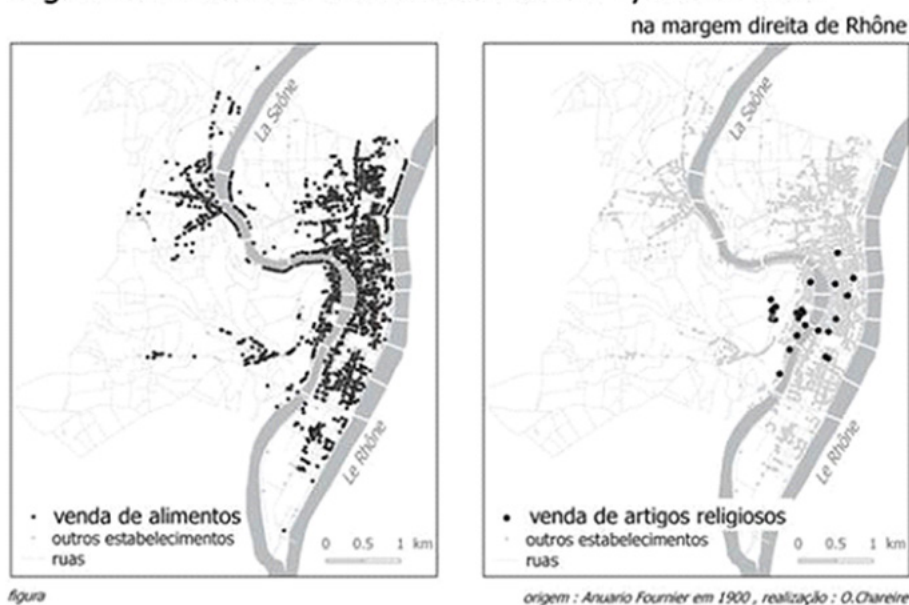 na margem direita de Rhône
La Saône
Le Rhône
• venda de alimentos
outros estabelecimentos
ruas
0 0.5 1 km
La Saône
Le Rhône
• venda de artigos religiosos
outros estabelecimentos
ruas
0 0.5 1 km
figura
origem : Anuario Fournier em 1900 , realização : O.Chareire